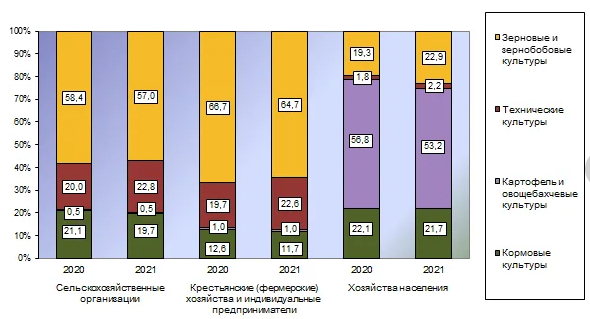 100%
90%
80%
70%
60%
50%
40%
30%
20%
10%
0%
58,4
20,0
0,5
21,1
57,0
22,8
0,5
19,7
66,7
19,7
1,0
12,6
64,7
22,6
1,0
11,7
19,3
1,8
56,8
22,1
22,9
2,2
53,2
21,7
2020 2021 2020 2021 2020 2021
Сельскохозяйственные
организации
Крестьянские (фермерские)
хозяйства и индивидуальные
предприниматели
Хозяйства населения
Зерновые и
зернобобовые
культуры
Технические
культуры
Картофель и
овощебахчевые
культуры
Кормовые
культуры